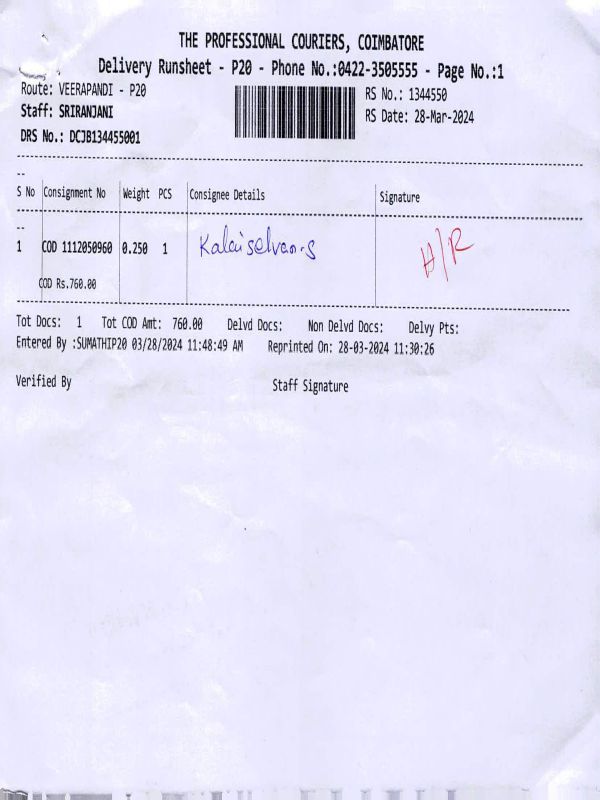 THE PROFESSIONAL COURIERS, COIMBATORE
Delivery Runsheet - P20 - Phone No.:0422-3505555 - Page No.:1
Route: VEERAPANDI - P20 RS No.: 1344550
Staff: SRIRANJANI RS Date: 28-Mar-2024
DRS No.: DCJB134455001
--
S No Consignment No Weight PCS Consignee Details Signature
--
1 COD 1112050960 0.250 1 Kalaiselvan.S H/R
COD Rs.760.00
Tot Docs: 1 Tot COD Amt: 760.00 Delvd Docs: Non Delvd Docs: Delvy Pts:
Entered By :SUMATHIP20 03/28/2024 11:48:49 AM Reprinted On: 28-03-2024 11:30:26
Verified By Staff Signature